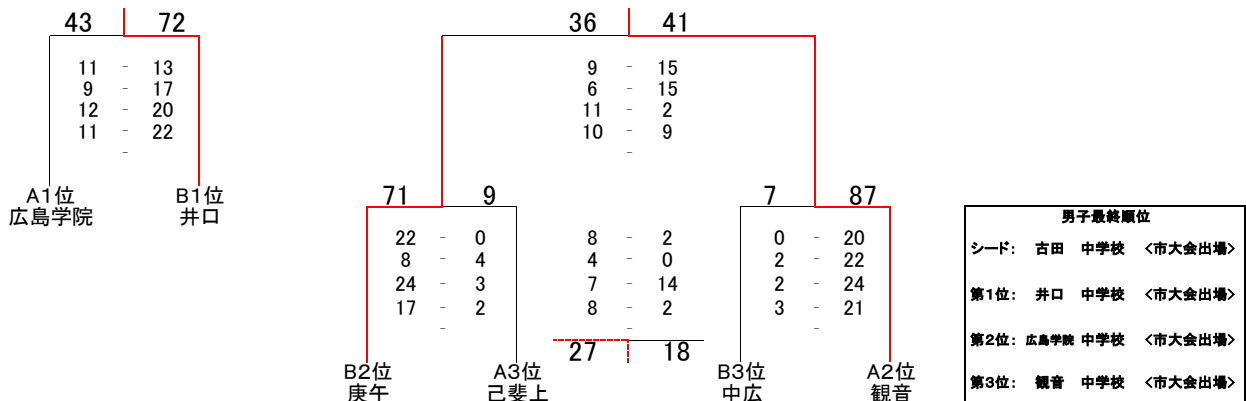 43 72
11 - 13
9 - 17
12 - 20
11 - 22
-
A1位 B1位
広島学院 井口
36 41
9 - 15
6 - 15
11 - 2
10 - 9
-
71 9
22 - 0
8 - 4
24 - 3
17 - 2
-
B2位 A3位
庚午 己斐上
8 - 2
4 - 0
7 - 14
8 - 2
-
27 18
7 87
0 - 20
2 - 22
2 - 24
3 - 21
-
B3位 A2位
中広 観音
男子最終順位
シード: 古田 中学校 <市大会出場>
第1位: 井口 中学校 <市大会出場>
第2位: 広島学院 中学校 <市大会出場>
第3位: 観音 中学校 <市大会出場>